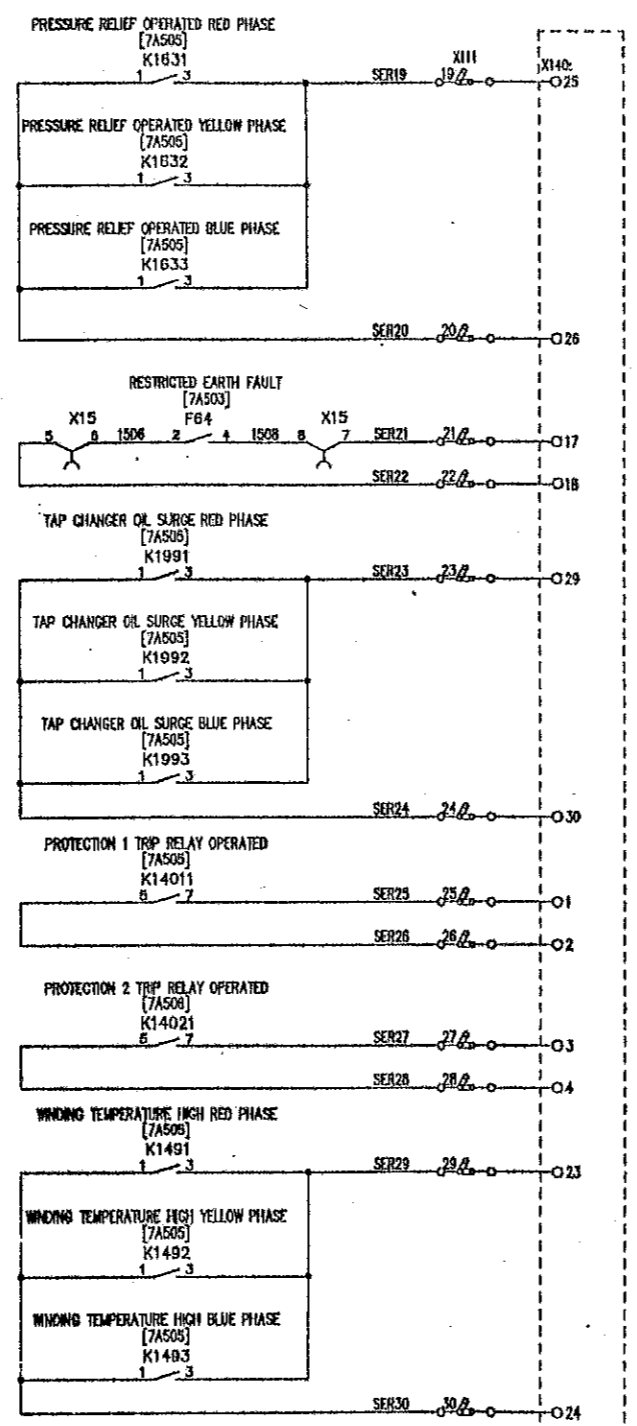 PRESSURE RELIEF OPERATED RED PHASE
[7A505]
K1631
1 3 SER19 19 X111 X140: 25
PRESSURE RELIEF OPERATED YELLOW PHASE
[7A505]
K1632
1 3
PRESSURE RELIEF OPERATED BLUE PHASE
[7A505]
K1633
1 3
SER20 20 26
RESTRICTED EARTH FAULT
[7A503]
X15 F64 X15
5 6 1506 2 4 1508 8 7 SER21 21 17
SER22 22 18
TAP CHANGER OIL SURGE RED PHASE
[7A505]
K1991
1 3 SER23 23 29
TAP CHANGER OIL SURGE YELLOW PHASE
[7A505]
K1992
1 3
TAP CHANGER OIL SURGE BLUE PHASE
[7A505]
K1993
1 3
SER24 24 30
PROTECTION 1 TRIP RELAY OPERATED
[7A505]
K14011
5 7 SER25 25 1
SER26 26 2
PROTECTION 2 TRIP RELAY OPERATED
[7A506]
K14021
5 7 SER27 27 3
SER28 28 4
WINDING TEMPERATURE HIGH RED PHASE
[7A505]
K1491
1 3 SER29 29 23
WINDING TEMPERATURE HIGH YELLOW PHASE
[7A505]
K1492
1 3
WINDING TEMPERATURE HIGH BLUE PHASE
[7A505]
K1493
1 3
SER30 30 24